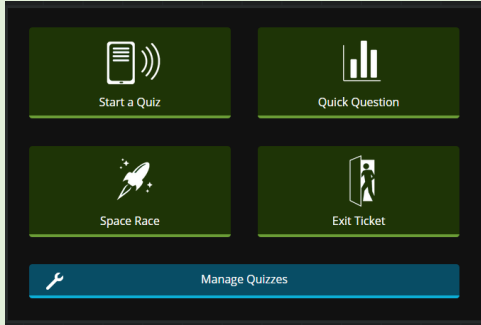 Start a Quiz
Quick Question
Space Race
Exit Ticket
Manage Quizzes